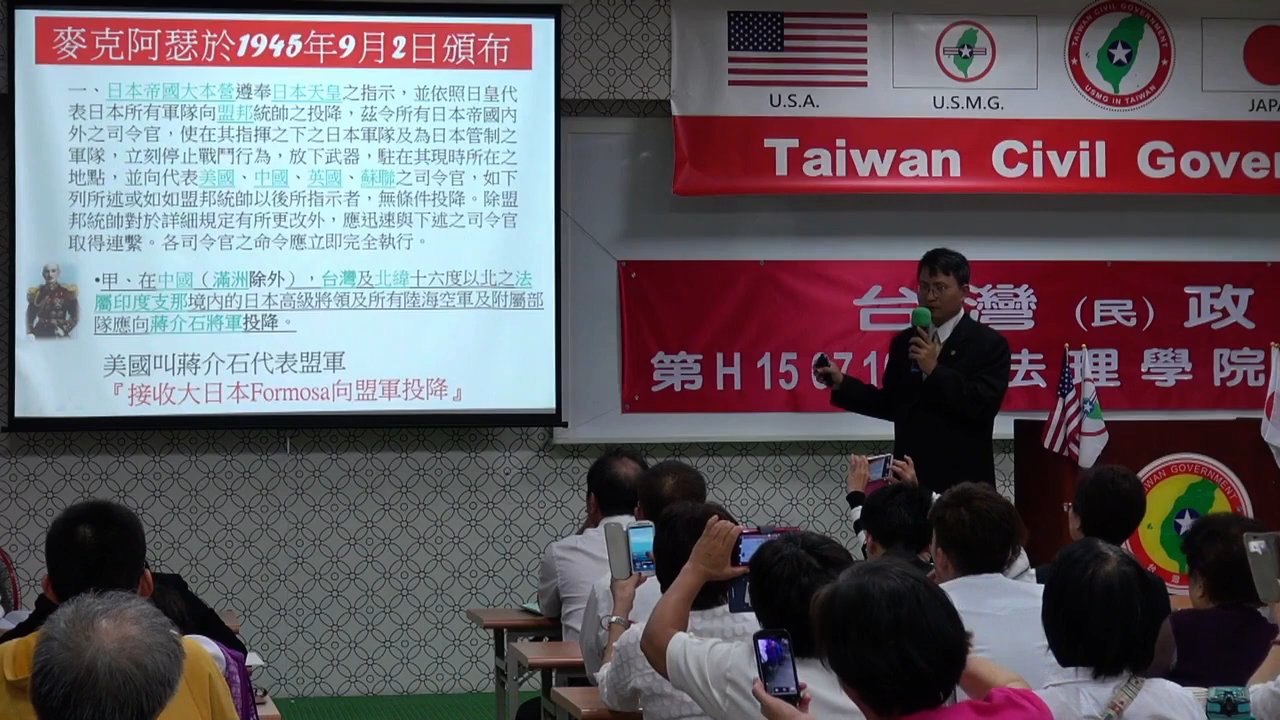 麥克阿瑟於1945年9月2日頒布
一、日本帝國大本營遵奉日本天皇之指示，並依照日皇代
表日本所有軍隊向盟邦統帥之投降，茲令所有日本帝國內
外之司令官，使在其指揮之下之日本軍隊及為日本管制之
軍隊，立刻停止戰鬥行為，放下武器，駐在其現時所在之
地點，並向代表美國、中國、英國、蘇聯之司令官，如下
列所述或如如盟邦統帥以後所指示者，無條件投降。除盟
邦統帥對於詳細規定有所更改外，應迅速與下述之司令官
取得連繫。各司令官之命令應立即完全執行。
•甲、在中國（滿洲除外），台灣及北緯十六度以北之法
屬印度支那境內的日本高級將領及所有陸海空軍及附屬部
隊應向蔣介石將軍投降。
美國叫蔣介石代表盟軍
『接收大日本Formosa向盟軍投降』
U.S.A.
U.S.M.G.
TAIWAN CIVIL GOVERNMENT
USMG IN TAIWAN
JAP
Taiwan Civil Gover
台灣（民）政
第H 15 07 1
法理學院
WAN GOVERNMENT